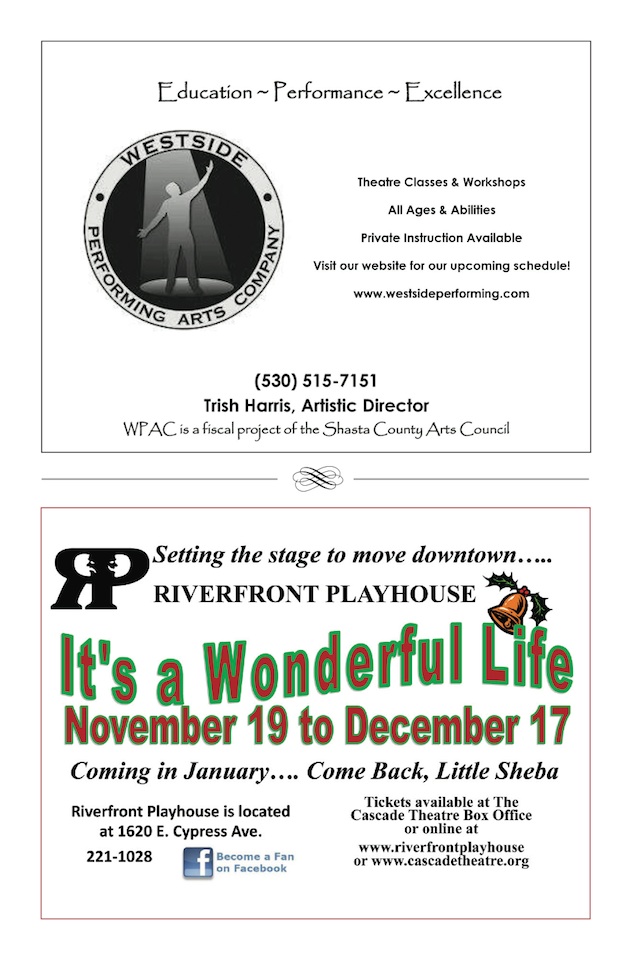 Education ~ Performance ~ Excellence
WESTSIDE
PERFORMING ARTS COMPANY
Theatre Classes & Workshops
All Ages & Abilities
Private Instruction Available
Visit our website for our upcoming schedule!
www.westsideperforming.com
(530) 515-7151
Trish Harris, Artistic Director
WPAC is a fiscal project of the Shasta County Arts Council
RP
Setting the stage to move downtown.....
RIVERFRONT PLAYHOUSE
It's a Wonderful Life
November 19 to December 17
Coming in January.... Come Back, Little Sheba
Riverfront Playhouse is located
at 1620 E. Cypress Ave.
221-1028
f
Become a Fan
on Facebook
Tickets available at The
Cascade Theatre Box Office
or online at
www.riverfrontplayhouse
or www.cascadetheatre.org